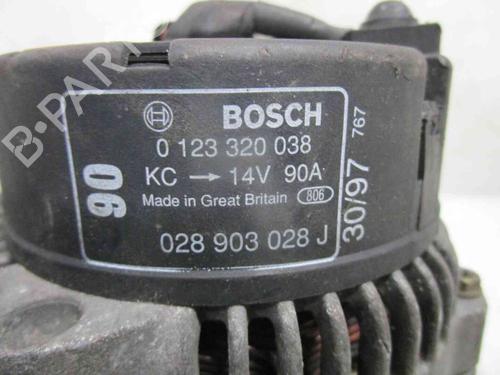 BOSCH
0 123 320 038
KC → 14V 90A
Made in Great Britain 806
028 903 028 J
90
30/97 767
B-PARTS